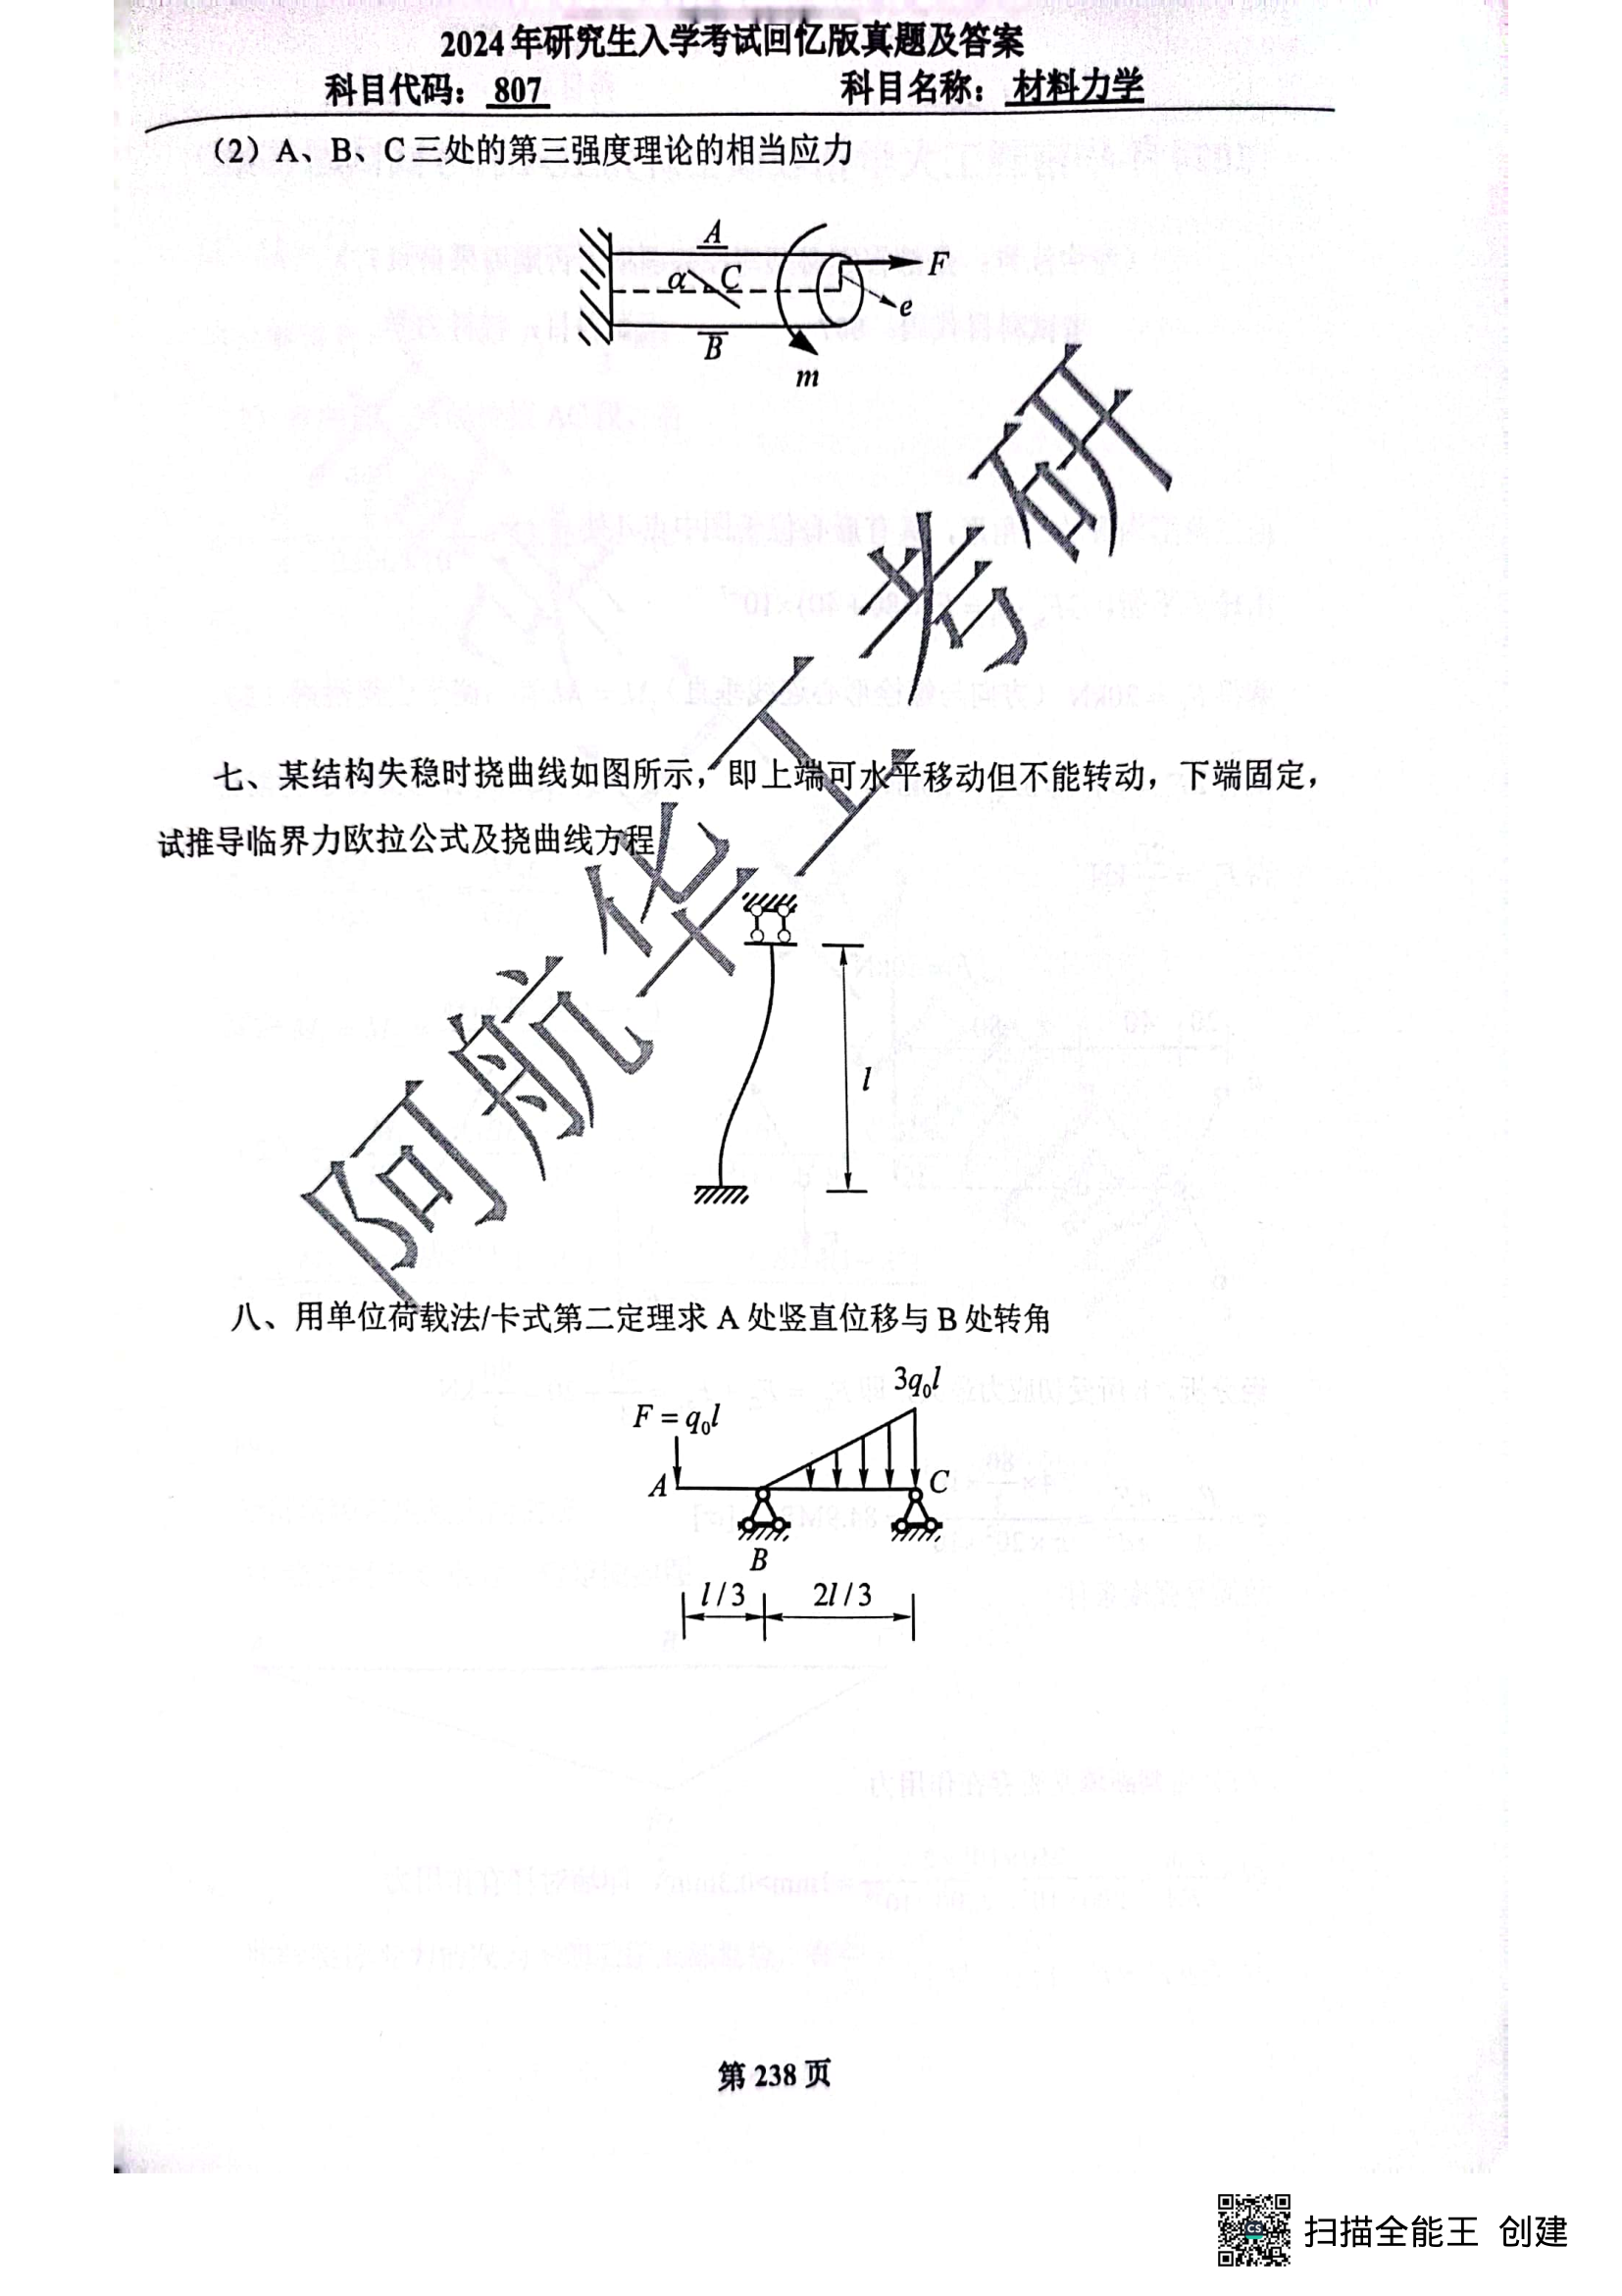 2024年研究生入学考试回忆版真题及答案
科目代码：807 科目名称：材料力学
（2）A、B、C三处的第三强度理论的相当应力
A
F
α C
e
B
m
七、某结构失稳时挠曲线如图所示，即上端可水平移动但不能转动，下端固定，
试推导临界力欧拉公式及挠曲线方程
l
八、用单位荷载法/卡式第二定理求 A 处竖直位移与 B 处转角
3q₀l
F = q₀l
A
C
B
l / 3 2l / 3
阿航华工考研
第 238 页
CS
扫描全能王 创建